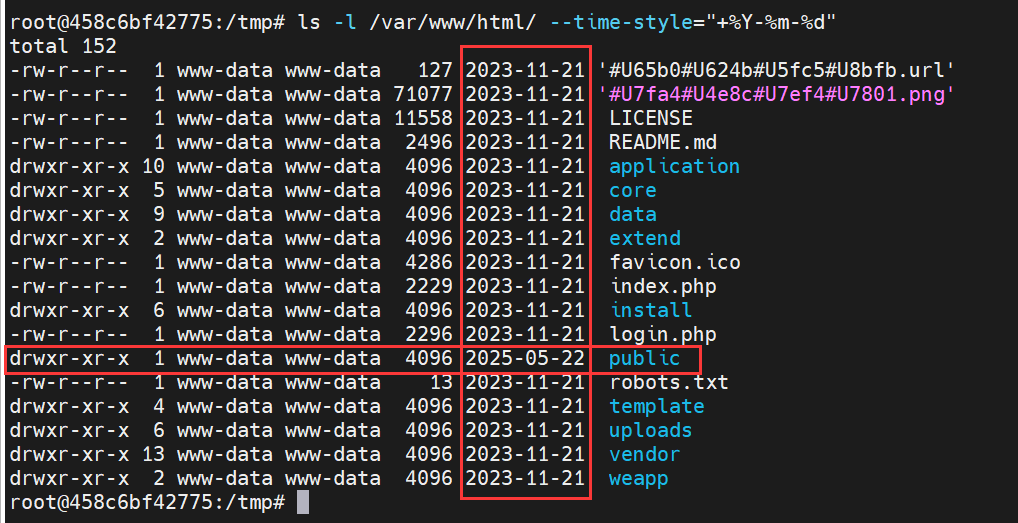 root@458c6bf42775:/tmp# ls -l /var/www/html/ --time-style="+%Y-%m-%d"
total 152
-rw-r--r--  1 www-data www-data   127 2023-11-21 '#U65b0#U624b#U5fc5#U8bfb.url'
-rw-r--r--  1 www-data www-data 71077 2023-11-21 '#U7fa4#U4e8c#U7ef4#U7801.png'
-rw-r--r--  1 www-data www-data 11558 2023-11-21  LICENSE
-rw-r--r--  1 www-data www-data  2496 2023-11-21  README.md
drwxr-xr-x 10 www-data www-data  4096 2023-11-21  application
drwxr-xr-x  5 www-data www-data  4096 2023-11-21  core
drwxr-xr-x  9 www-data www-data  4096 2023-11-21  data
drwxr-xr-x  2 www-data www-data  4096 2023-11-21  extend
-rw-r--r--  1 www-data www-data  4286 2023-11-21  favicon.ico
-rw-r--r--  1 www-data www-data  2229 2023-11-21  index.php
drwxr-xr-x  6 www-data www-data  4096 2023-11-21  install
-rw-r--r--  1 www-data www-data  2296 2023-11-21  login.php
drwxr-xr-x  1 www-data www-data  4096 2025-05-22  public
-rw-r--r--  1 www-data www-data    13 2023-11-21  robots.txt
drwxr-xr-x  4 www-data www-data  4096 2023-11-21  template
drwxr-xr-x  6 www-data www-data  4096 2023-11-21  uploads
drwxr-xr-x 13 www-data www-data  4096 2023-11-21  vendor
drwxr-xr-x  2 www-data www-data  4096 2023-11-21  weapp
root@458c6bf42775:/tmp#